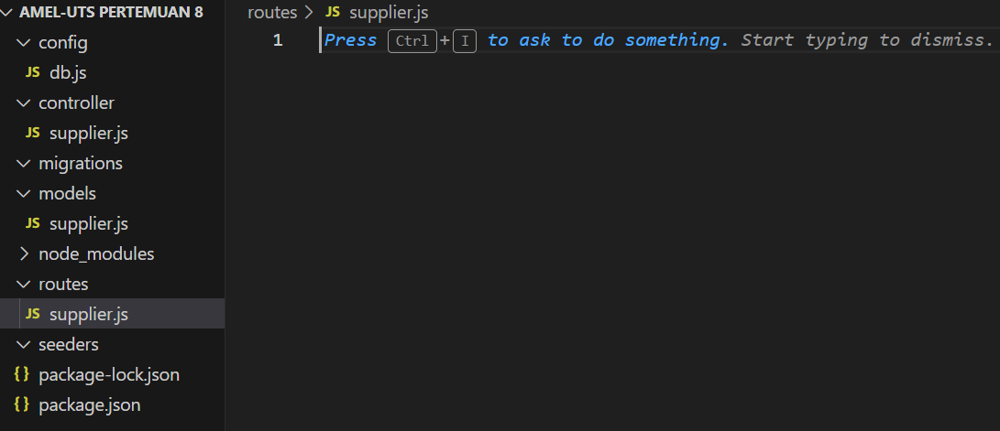 AMEL-UTS PERTEMUAN 8
config
JS db.js
controller
JS supplier.js
migrations
models
JS supplier.js
node_modules
routes
JS supplier.js
seeders
{} package-lock.json
{} package.json
routes > JS supplier.js
1 Press Ctrl + I to ask to do something. Start typing to dismiss.